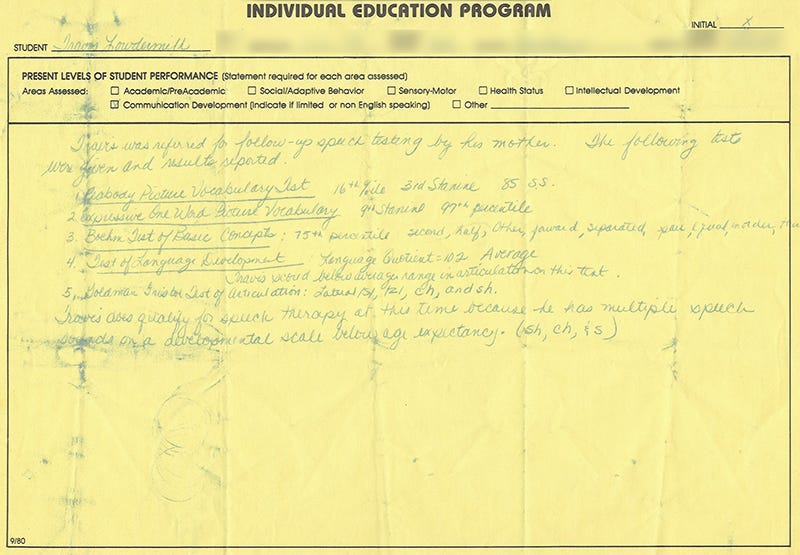 INDIVIDUAL EDUCATION PROGRAM
INITIAL X
STUDENT Travis Lowdermilk
PRESENT LEVELS OF STUDENT PERFORMANCE (Statement required for each area assessed)
Areas Assessed: ☐ Academic/PreAcademic ☐ Social/Adaptive Behavior ☐ Sensory-Motor ☐ Health Status ☐ Intellectual Development
☑ Communication Development (Indicate if limited or non English speaking) ☐ Other
Travis was referred for follow-up speech testing by his mother. The following tests
were given and results reported.
1. Peabody Picture Vocabulary Test 16th %ile 3rd Stanine 85 S.S.
2. Expressive One Word Picture Vocabulary 9th Stanine 97th percentile
3. Boehm Test of Basic Concepts: 75th percentile second, half, other, forward, separated, pair, equal, in order,
4. Test of Language Development Language Quotient = 102 Average
Travis scored below average range in articulation on this test.
5. Goldman Fristoe Test of Articulation: Lateral /s/, /z/, ch, and sh.
Travis does qualify for speech therapy at this time because he has multiple speech
sounds on a developmental scale below age expectancy. (sh, ch, & s)
9/80